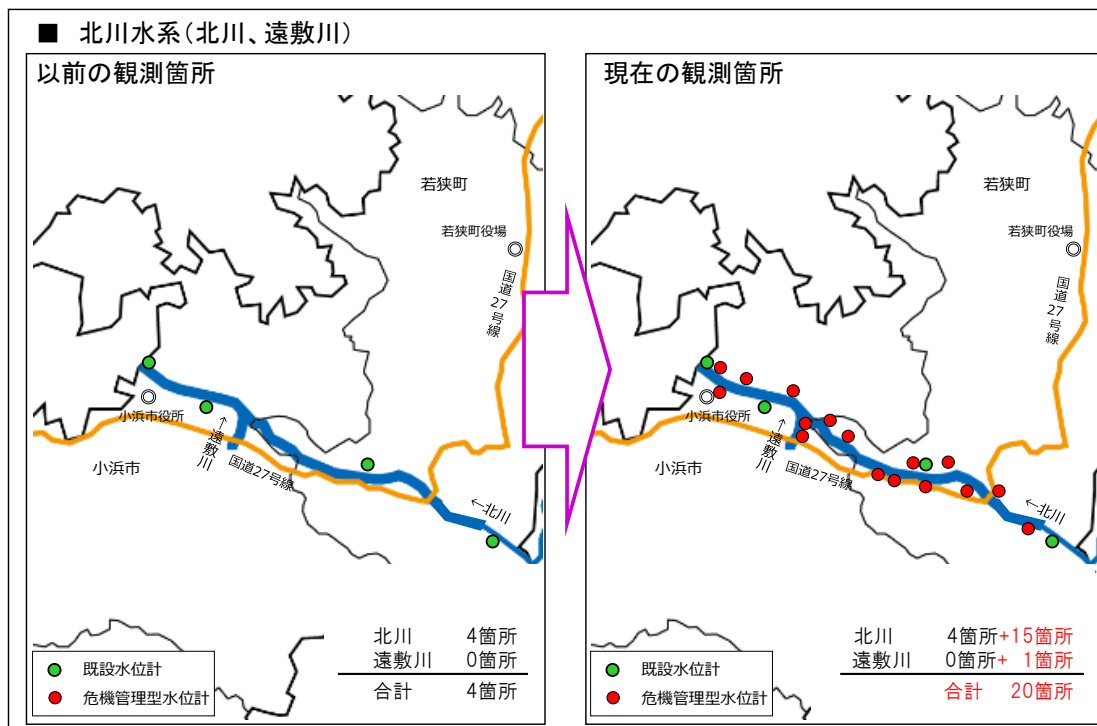 ■ 北川水系(北川、遠敷川)
以前の観測箇所
若狭町
若狭町役場
国道27号線
小浜市役所
↑遠敷川
国道27号線
小浜市
←北川
北川 4箇所
遠敷川 0箇所
合計 4箇所
既設水位計
危機管理型水位計
現在の観測箇所
若狭町
若狭町役場
国道27号線
小浜市役所
↑遠敷川
国道27号線
小浜市
←北川
北川 4箇所+15箇所
遠敷川 0箇所+ 1箇所
合計 20箇所
既設水位計
危機管理型水位計